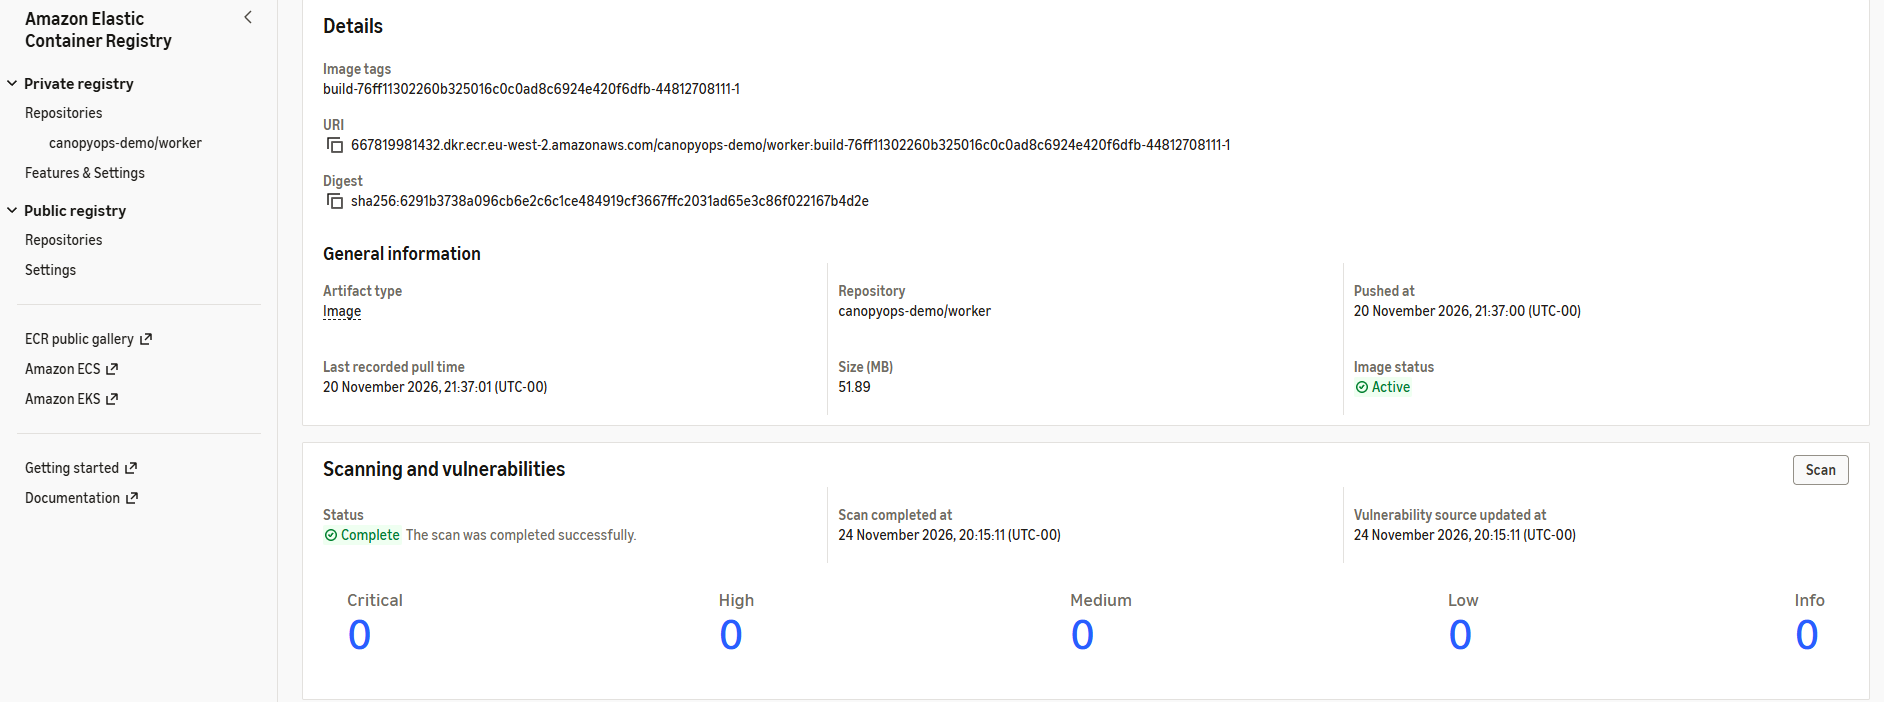 Amazon Elastic
Container Registry
Private registry
Repositories
canopyops-demo/worker
Features & Settings
Public registry
Repositories
Settings
ECR public gallery
Amazon ECS
Amazon EKS
Getting started
Documentation
Details
Image tags
build-76ff11302260b325016c0c0ad8c6924e420f6dfb-44812708111-1
URI
667819981432.dkr.ecr.eu-west-2.amazonaws.com/canopyops-demo/worker:build-76ff11302260b325016c0c0ad8c6924e420f6dfb-44812708111-1
Digest
sha256:6291b3738a096cb6e2c6c1ce484919cf3667ffc2031ad65e3c86f022167b4d2e
General information
Artifact type
Image
Repository
canopyops-demo/worker
Pushed at
20 November 2026, 21:37:00 (UTC-00)
Last recorded pull time
20 November 2026, 21:37:01 (UTC-00)
Size (MB)
51.89
Image status
Active
Scanning and vulnerabilities
Scan
Status
Complete The scan was completed successfully.
Scan completed at
24 November 2026, 20:15:11 (UTC-00)
Vulnerability source updated at
24 November 2026, 20:15:11 (UTC-00)
Critical
0
High
0
Medium
0
Low
0
Info
0